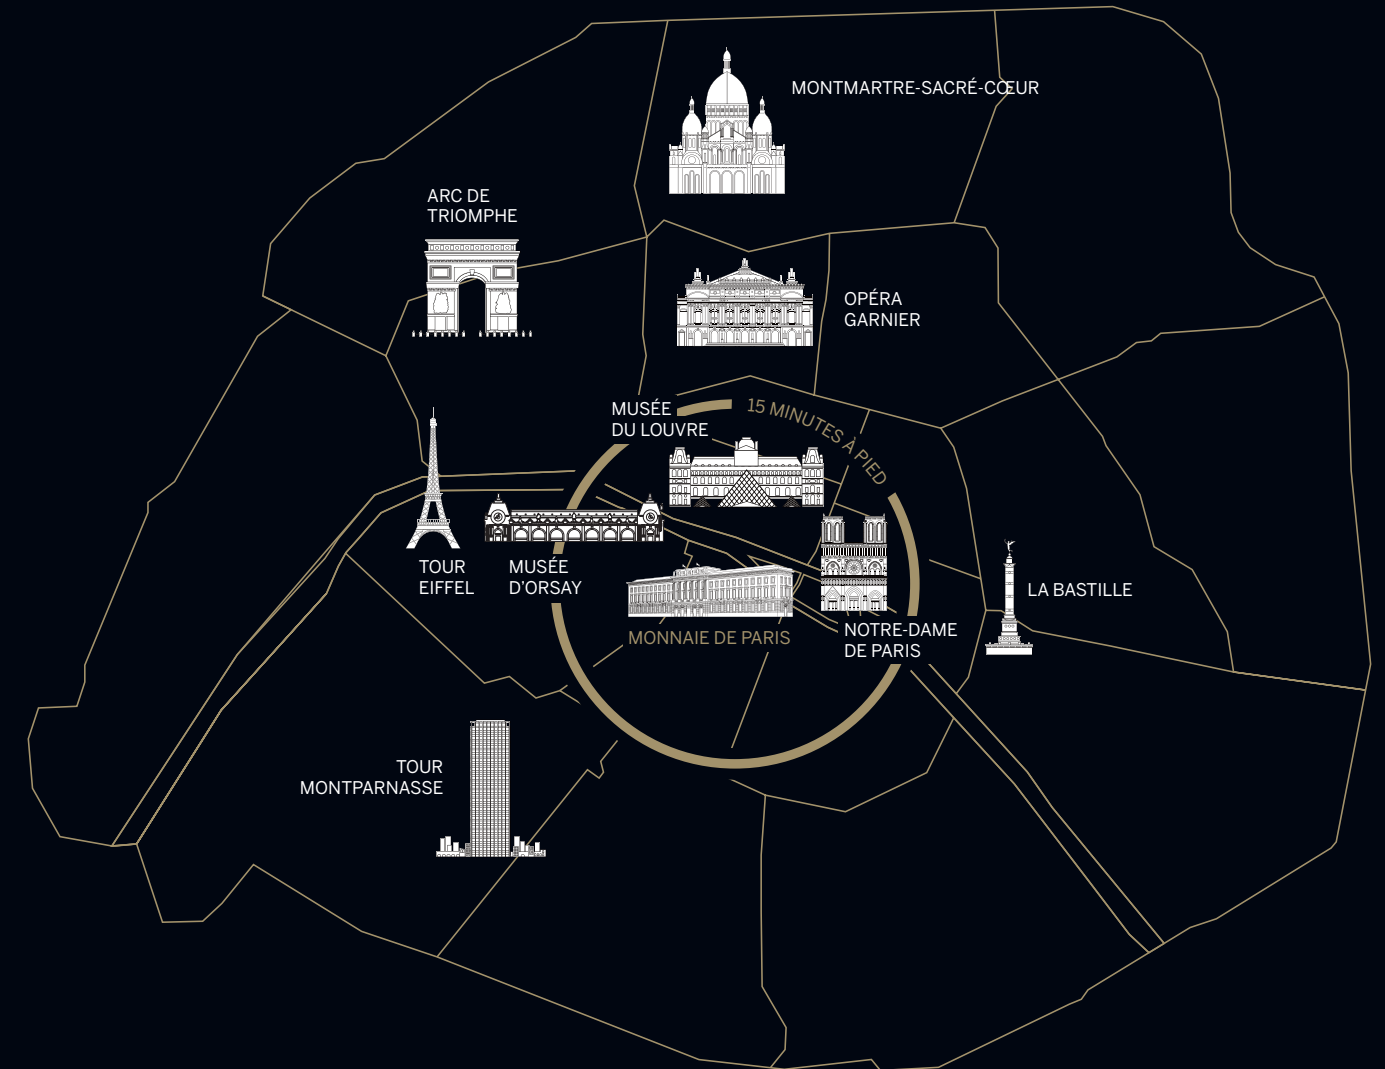 MONTMARTRE-SACRÉ-CŒUR
ARC DE
TRIOMPHE
OPÉRA
GARNIER
MUSÉE
DU LOUVRE
15 MINUTES À PIED
TOUR
EIFFEL
MUSÉE
D'ORSAY
LA BASTILLE
MONNAIE DE PARIS
NOTRE-DAME
DE PARIS
TOUR
MONTPARNASSE